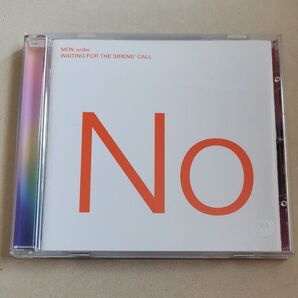 NEW order
WAITING FOR THE SIRENS' CALL
No